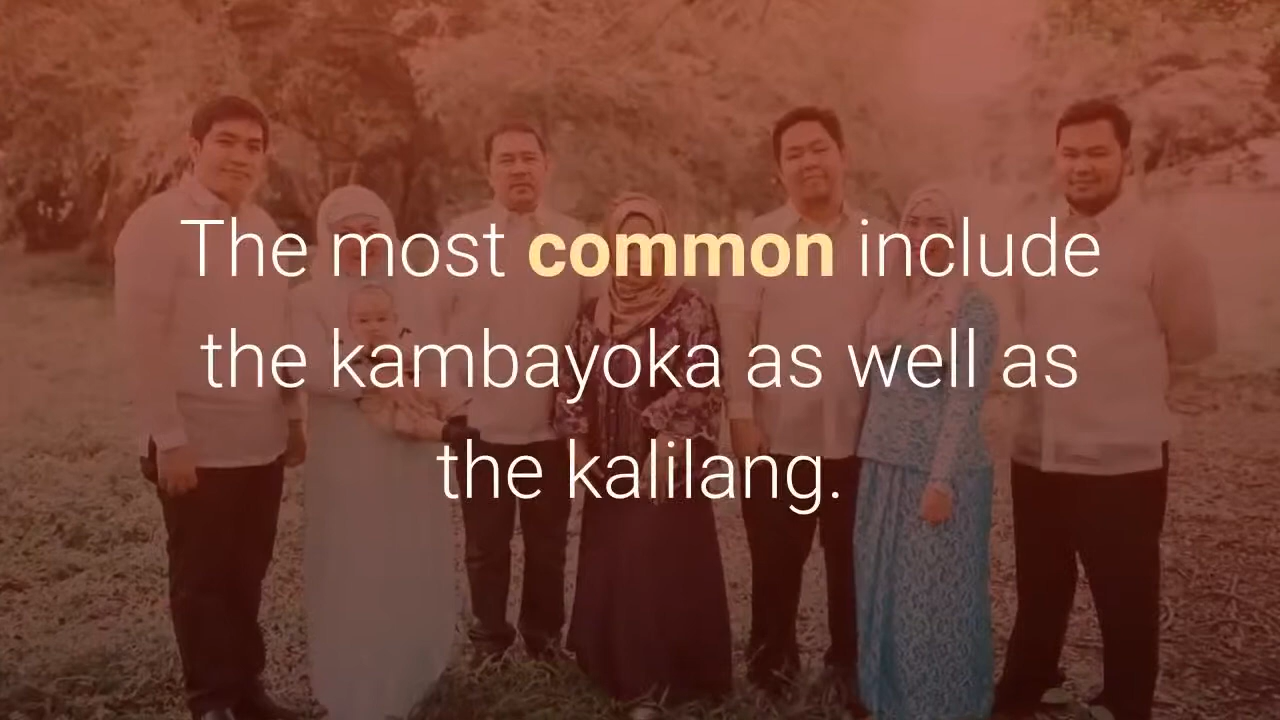 The most common include
the kambayoka as well as
the kalilang.